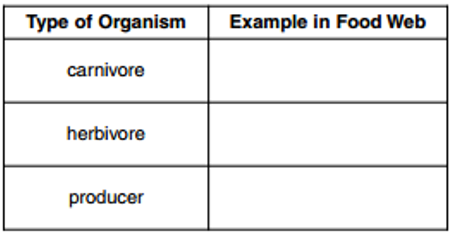 Type of Organism Example in Food Web
carnivore
herbivore
producer